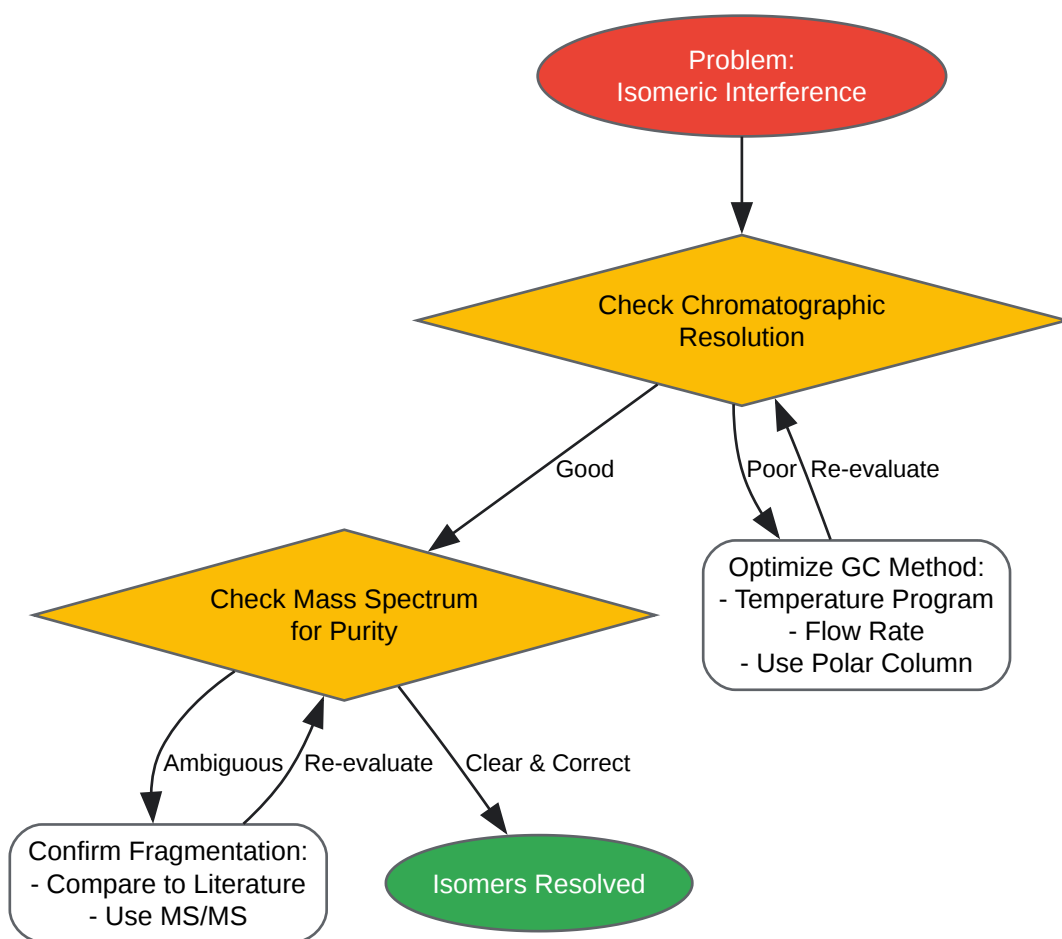 Problem:
Isomeric Interference
Check Chromatographic
Resolution
Good
Poor
Re-evaluate
Optimize GC Method:
- Temperature Program
- Flow Rate
- Use Polar Column
Check Mass Spectrum
for Purity
Ambiguous
Re-evaluate
Clear & Correct
Confirm Fragmentation:
- Compare to Literature
- Use MS/MS
Isomers Resolved